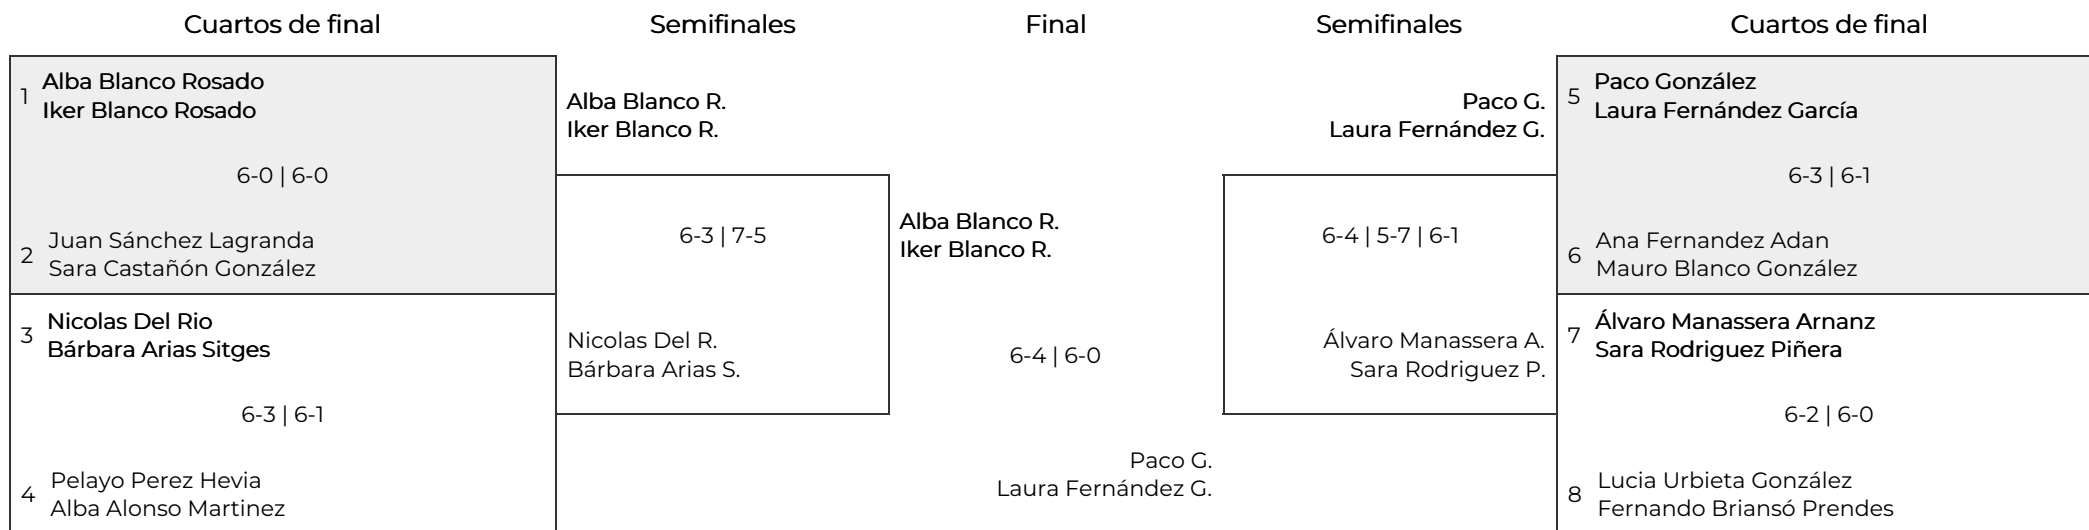 Cuartos de final
Semifinales
Final
Semifinales
Cuartos de final
1
Alba Blanco Rosado
Iker Blanco Rosado
6-0 | 6-0
2
Juan Sánchez Lagranda
Sara Castañón González
3
Nicolas Del Rio
Bárbara Arias Sitges
6-3 | 6-1
4
Pelayo Perez Hevia
Alba Alonso Martinez
Alba Blanco R.
Iker Blanco R.
6-3 | 7-5
Nicolas Del R.
Bárbara Arias S.
Alba Blanco R.
Iker Blanco R.
6-4 | 6-0
Paco G.
Laura Fernández G.
Paco G.
Laura Fernández G.
6-4 | 5-7 | 6-1
Álvaro Manassera A.
Sara Rodriguez P.
5
Paco González
Laura Fernández García
6-3 | 6-1
6
Ana Fernandez Adan
Mauro Blanco González
7
Álvaro Manassera Arnanz
Sara Rodriguez Piñera
6-2 | 6-0
8
Lucia Urbieta González
Fernando Briansó Prendes